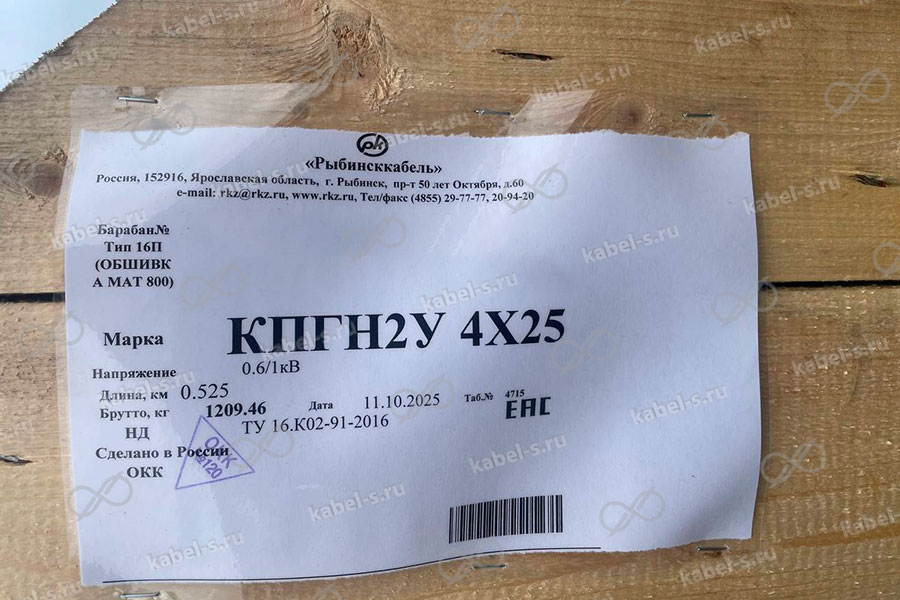 рк
«Рыбинсккабель»
Россия, 152916, Ярославская область, г. Рыбинск, пр-т 50 лет Октября, д.60
e-mail: rkz@rkz.ru, www.rkz.ru, Тел/факс (4855) 29-77-77, 20-94-20
Барабан№
Тип 16П
(ОБШИВК
А МАТ 800)
Марка КПГН2У 4Х25
Напряжение 0.6/1кВ
Длина, км 0.525
Брутто, кг 1209.46 Дата 11.10.2025 Таб.№ 4715
НД ТУ 16.К02-91-2016 ЕАС
Сделано в России
ОКК
ОКК
№120
kabel-s.ru